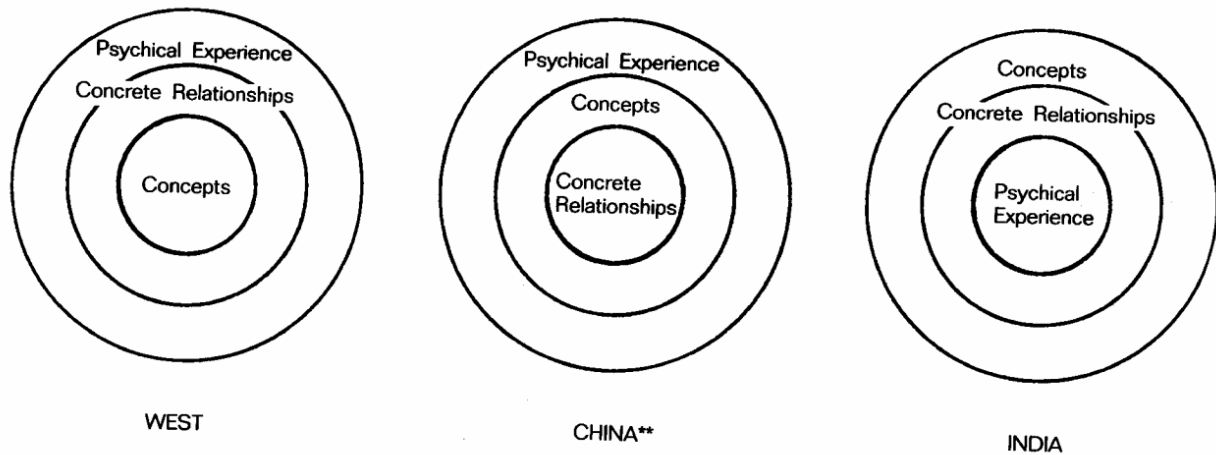 Psychical Experience
Concrete Relationships
Concepts
WEST
Psychical Experience
Concepts
Concrete
Relationships
CHINA**
Concepts
Concrete Relationships
Psychical
Experience
INDIA